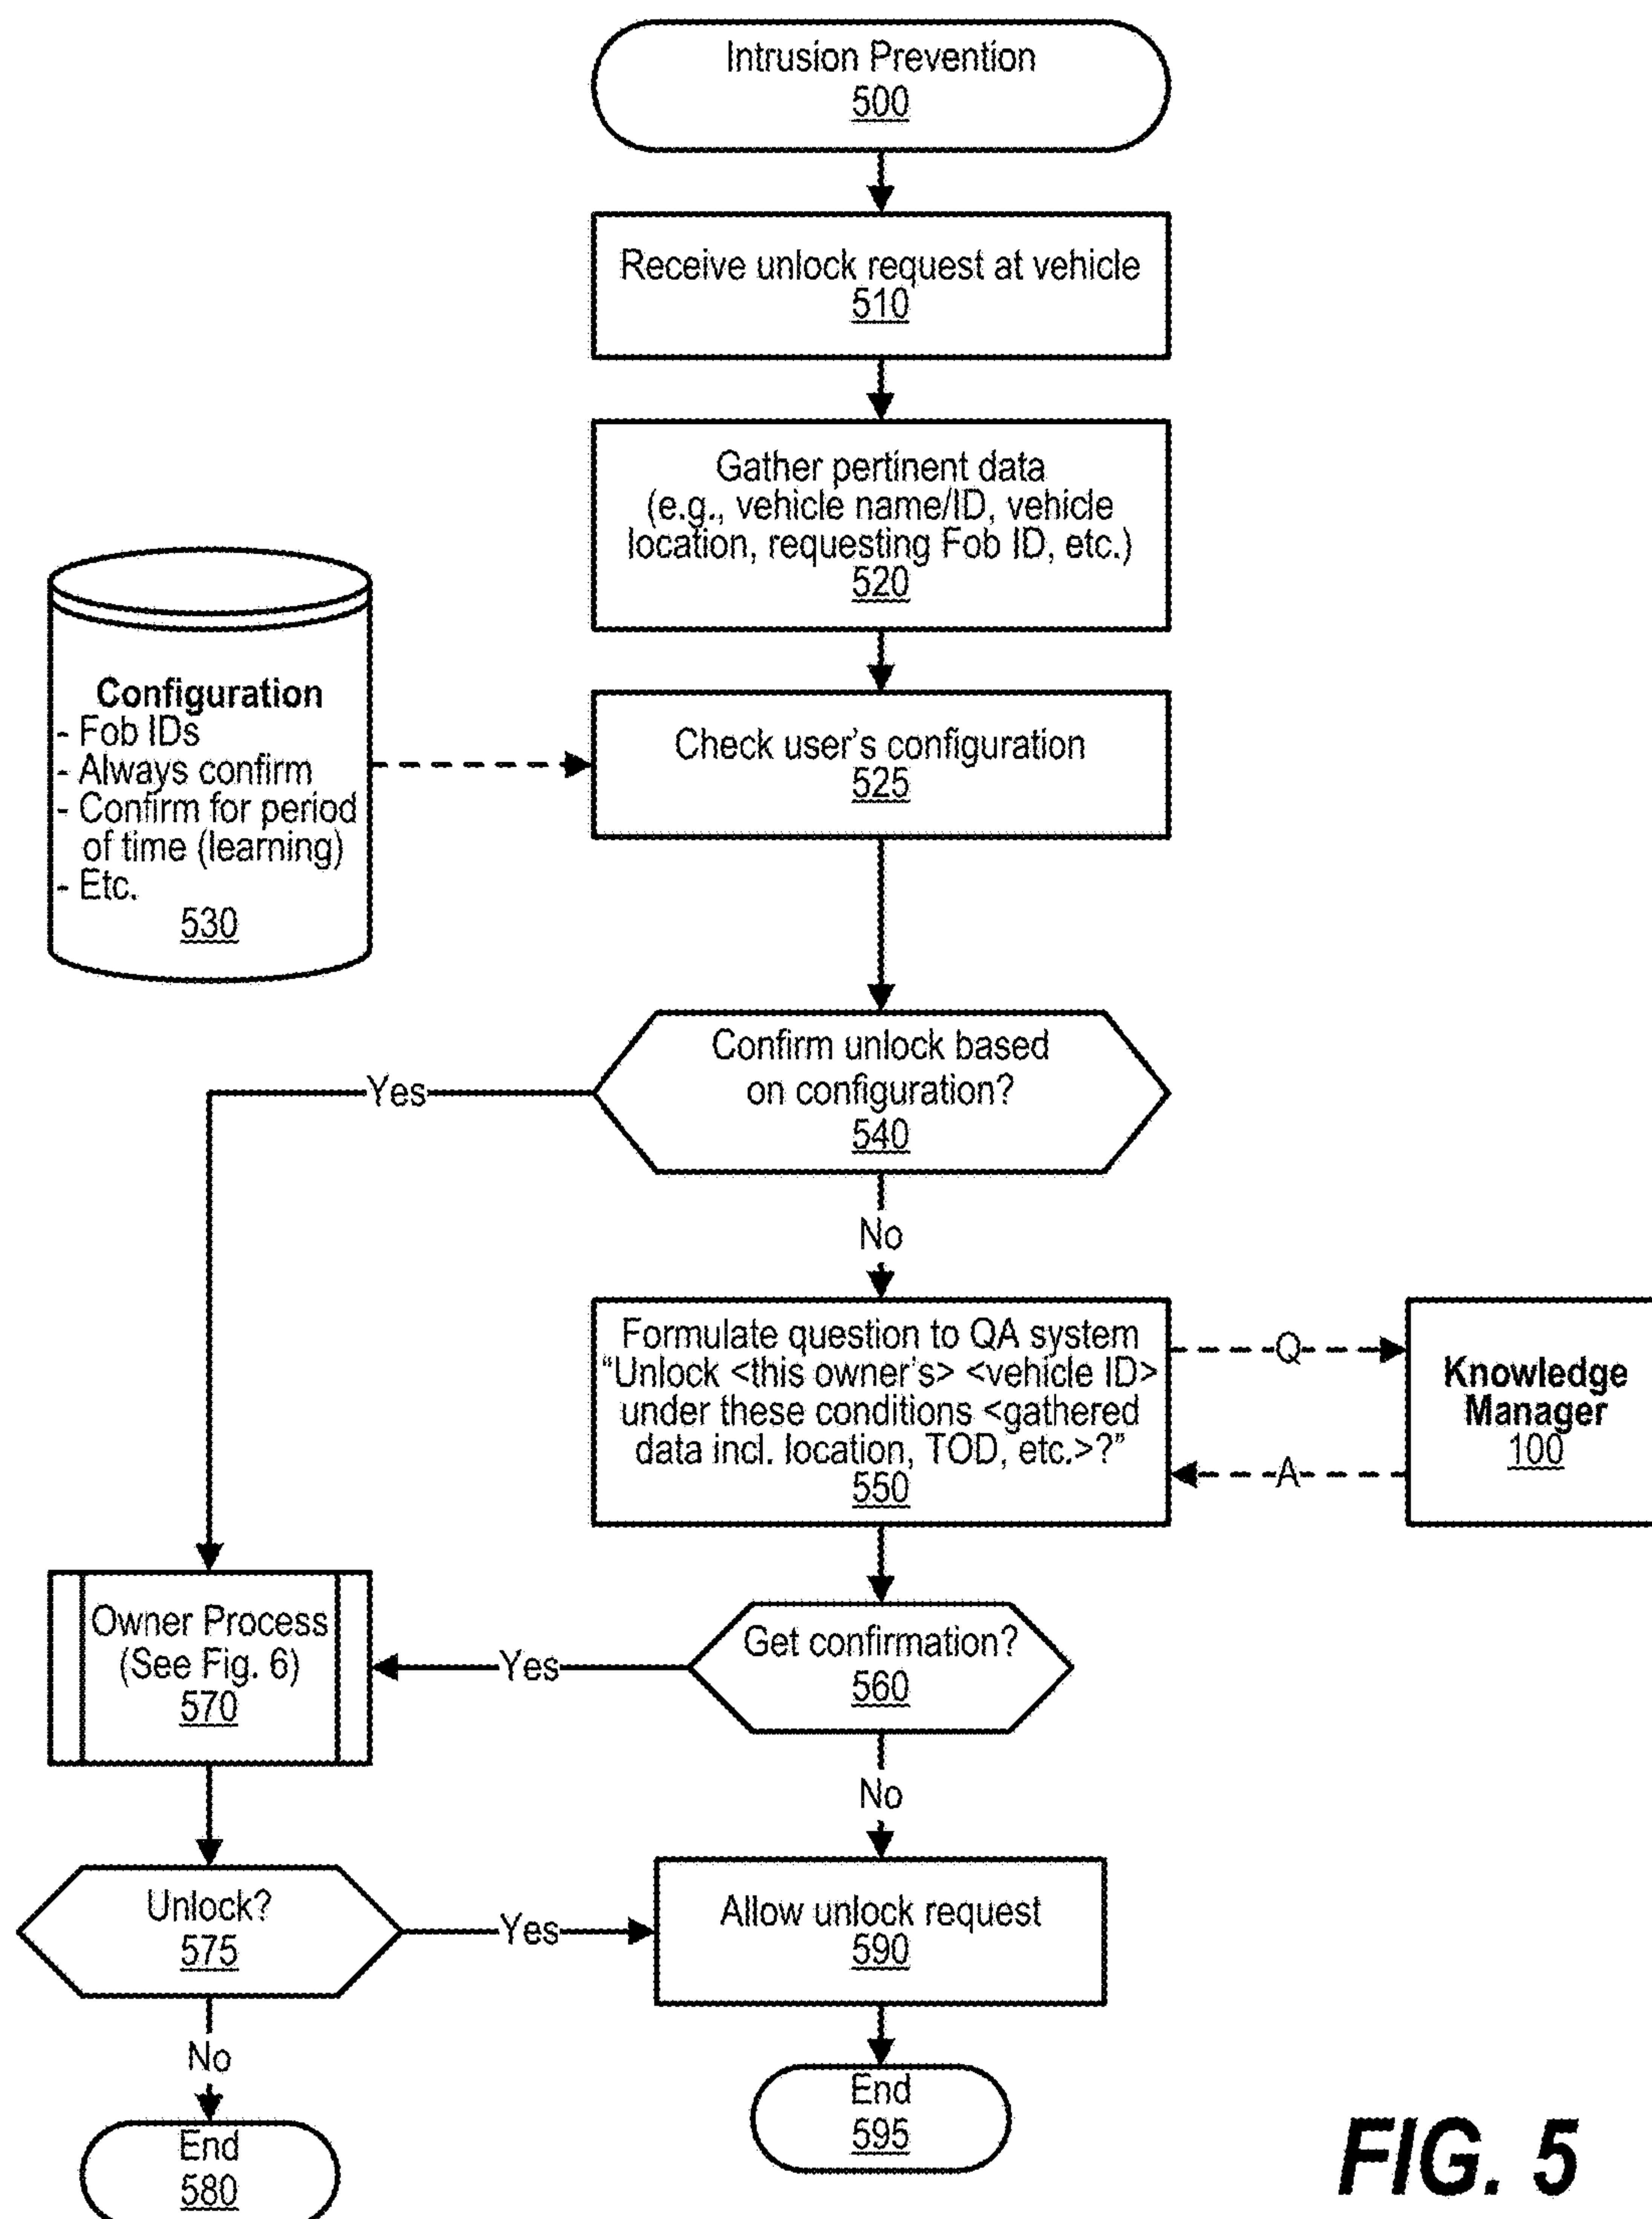 Intrusion Prevention
500
Receive unlock request at vehicle
510
Gather pertinent data
(e.g., vehicle name/ID, vehicle
location, requesting Fob ID, etc.)
520
Configuration
- Fob IDs
- Always confirm
- Confirm for period
of time (learning)
- Etc.
530
Check user's configuration
525
Confirm unlock based
on configuration?
540
Yes
No
Formulate question to QA system
“Unlock <this owner's> <vehicle ID>
under these conditions <gathered
data incl. location, TOD, etc.>?”
550
Q
A
Knowledge
Manager
100
Owner Process
(See Fig. 6)
570
Yes
Get confirmation?
560
No
Unlock?
575
Yes
Allow unlock request
590
No
End
580
End
595
FIG. 5